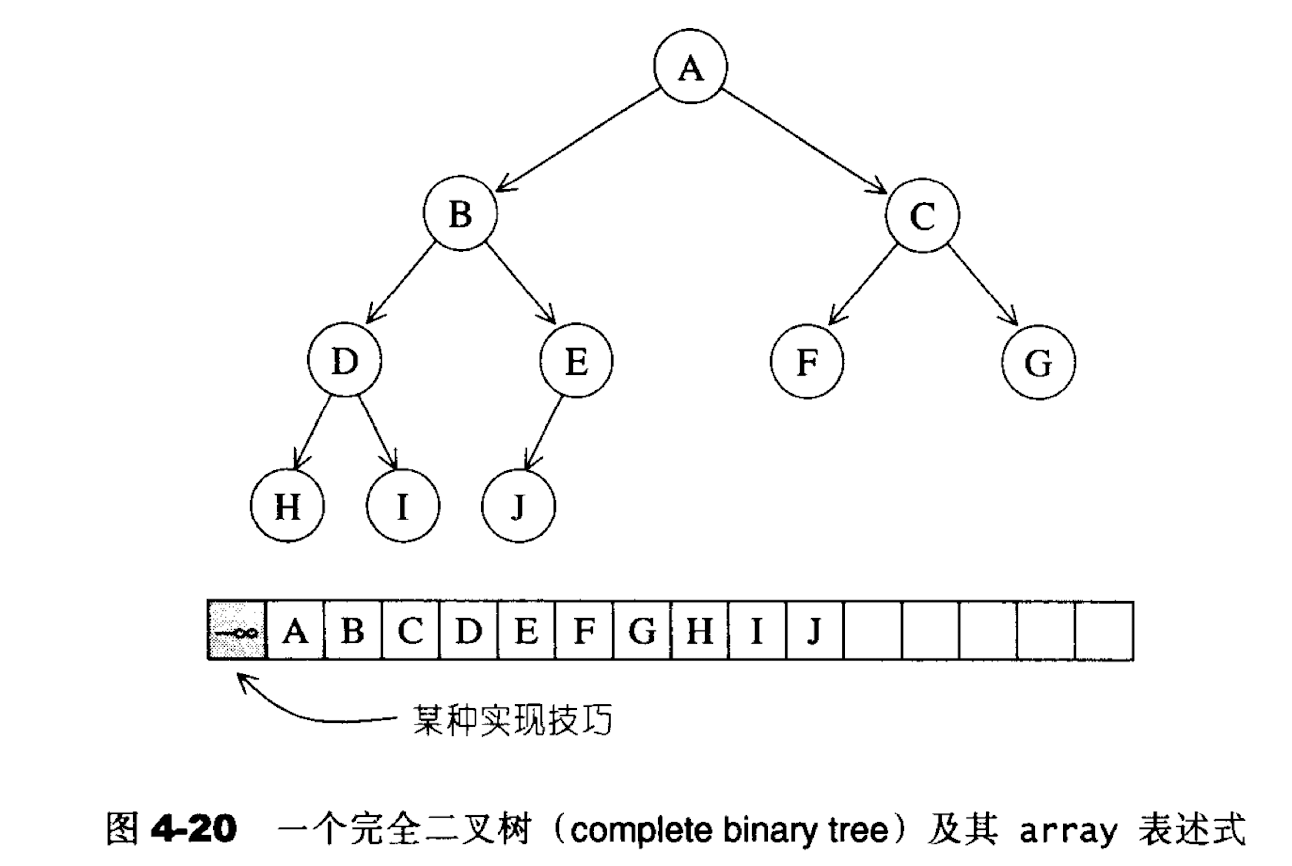 A
B C
D E F G
H I J
-∞ A B C D E F G H I J
某种实现技巧
图 4-20 一个完全二叉树（complete binary tree）及其 array 表述式